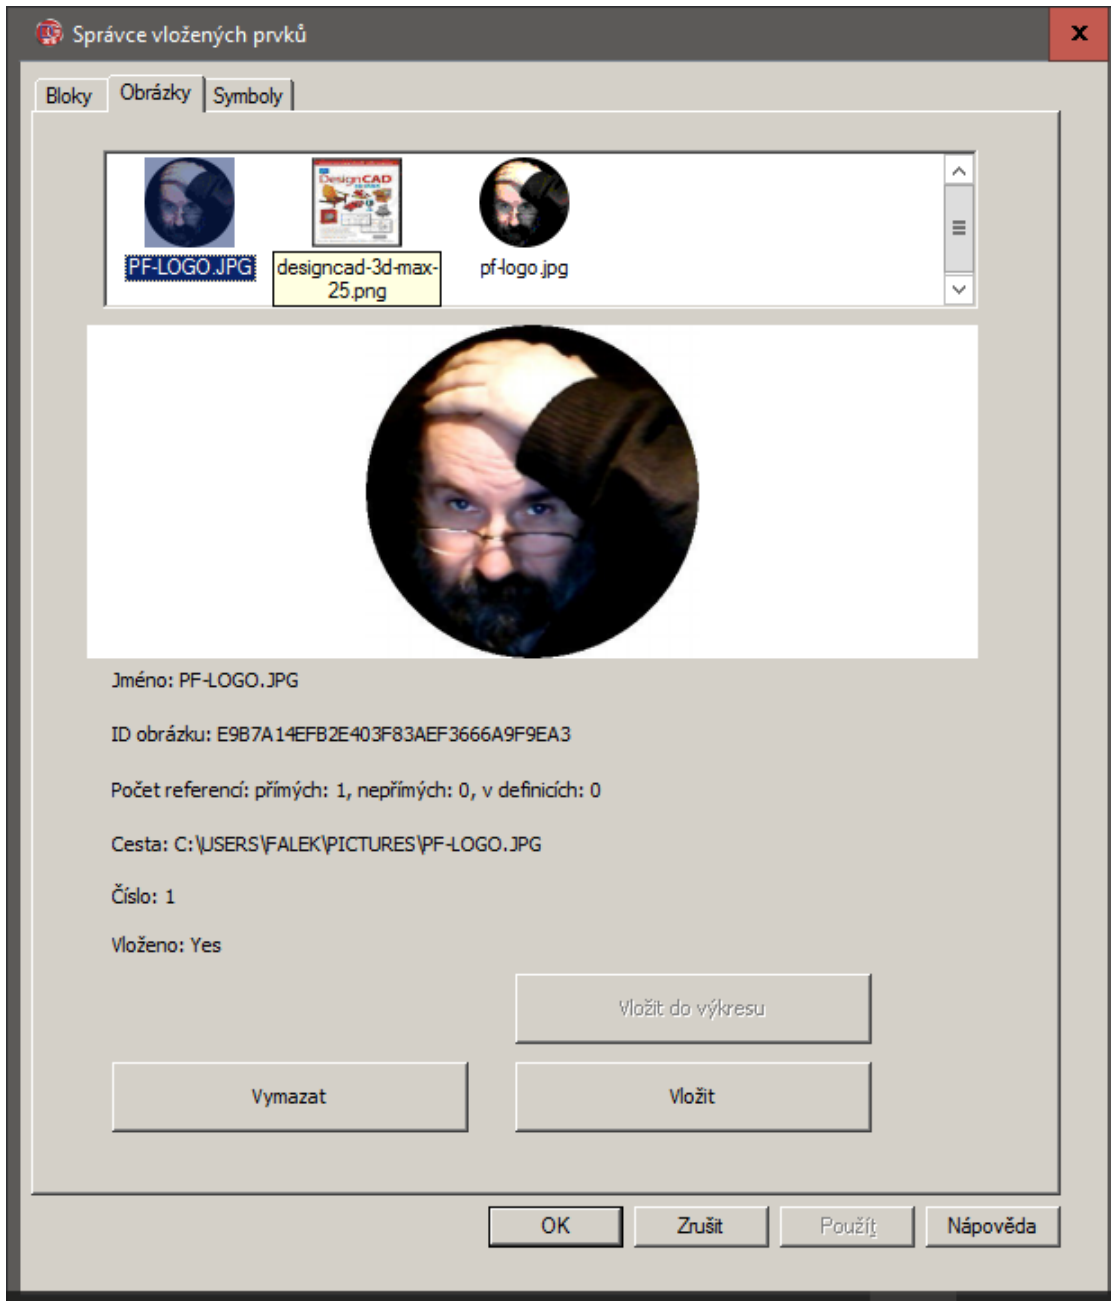 Správce vložených prvků
x
Bloky
Obrázky
Symboly
DesignCAD
PF-LOGO.JPG
designcad-3d-max-
25.png
pf-logo.jpg
Jméno: PF-LOGO.JPG
ID obrázku: E9B7A14EFB2E403F83AEF3666A9F9EA3
Počet referencí: přímých: 1, nepřímých: 0, v definicích: 0
Cesta: C:\USERS\FALEK\PICTURES\PF-LOGO.JPG
Číslo: 1
Vloženo: Yes
Vložit do výkresu
Vymazat
Vložit
OK
Zrušit
Použít
Nápověda